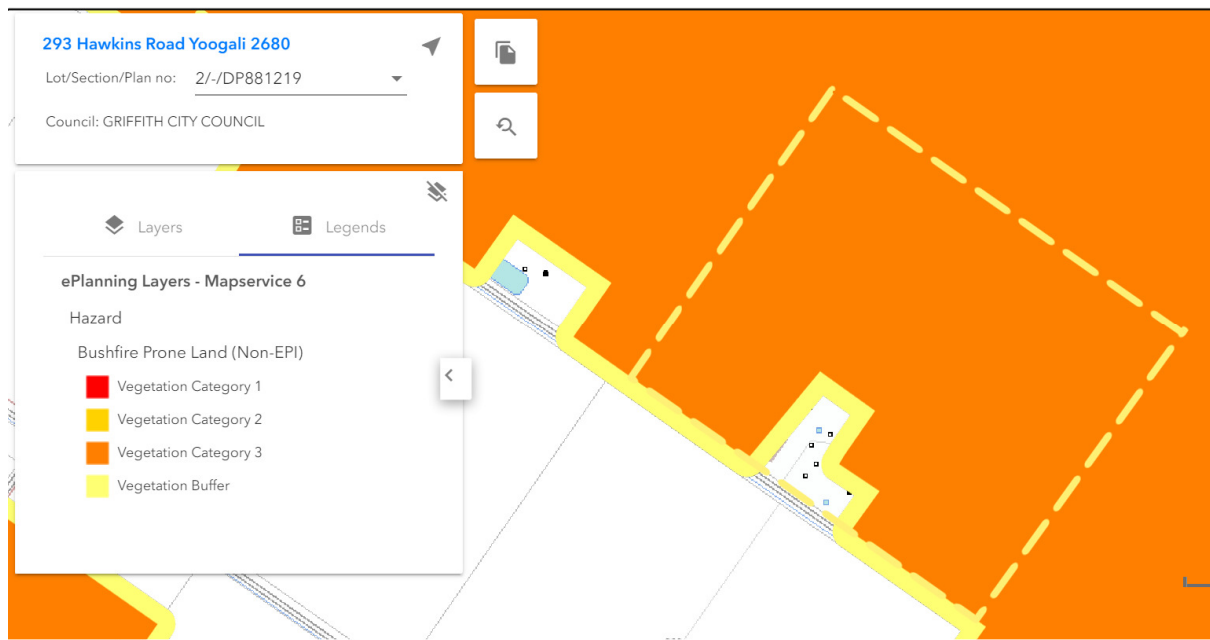 293 Hawkins Road Yoogali 2680
Lot/Section/Plan no: 2/-/DP881219
Council: GRIFFITH CITY COUNCIL
Layers Legends
ePlanning Layers - Mapservice 6
Hazard
Bushfire Prone Land (Non-EPI)
Vegetation Category 1
Vegetation Category 2
Vegetation Category 3
Vegetation Buffer